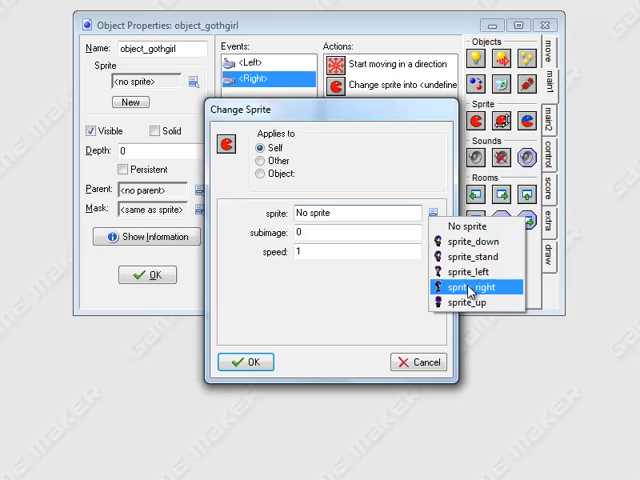 Object Properties: object_gothgirl
Name: object_gothgirl
Sprite
<no sprite>
New
Visible
Solid
Depth: 0
Persistent
Parent: <no parent>
Mask: <same as sprite>
Show Information
OK
Events:
<Left>
<Right>
Actions:
Start moving in a direction
Change sprite into <undefine
Objects
Sprite
Sounds
Rooms
move
main1
main2
control
score
extra
draw
Change Sprite
Applies to
Self
Other
Object:
sprite: No sprite
subimage: 0
speed: 1
OK
Cancel
No sprite
sprite_down
sprite_stand
sprite_left
sprite_right
sprite_up